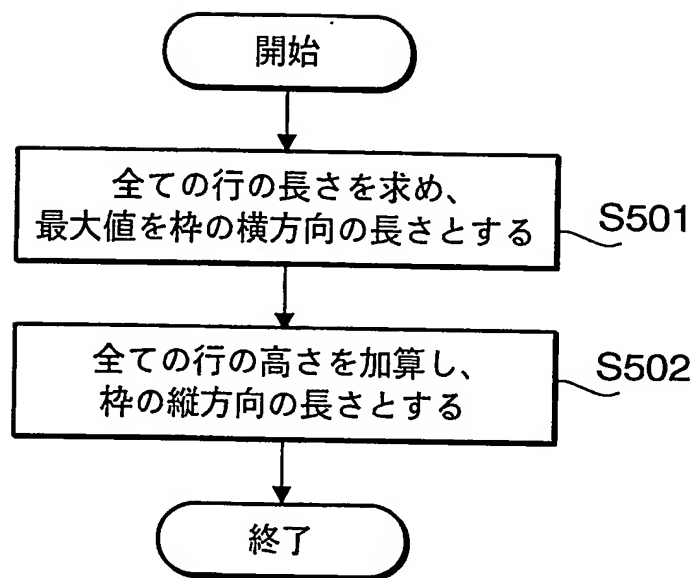 開始
全ての行の長さを求め、
最大値を枠の横方向の長さとする
S501
全ての行の高さを加算し、
枠の縦方向の長さとする
S502
終了